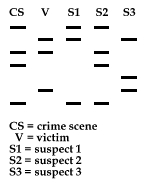 CS V S1 S2 S3
CS = crime scene
V = victim
S1 = suspect 1
S2 = suspect 2
S3 = suspect 3